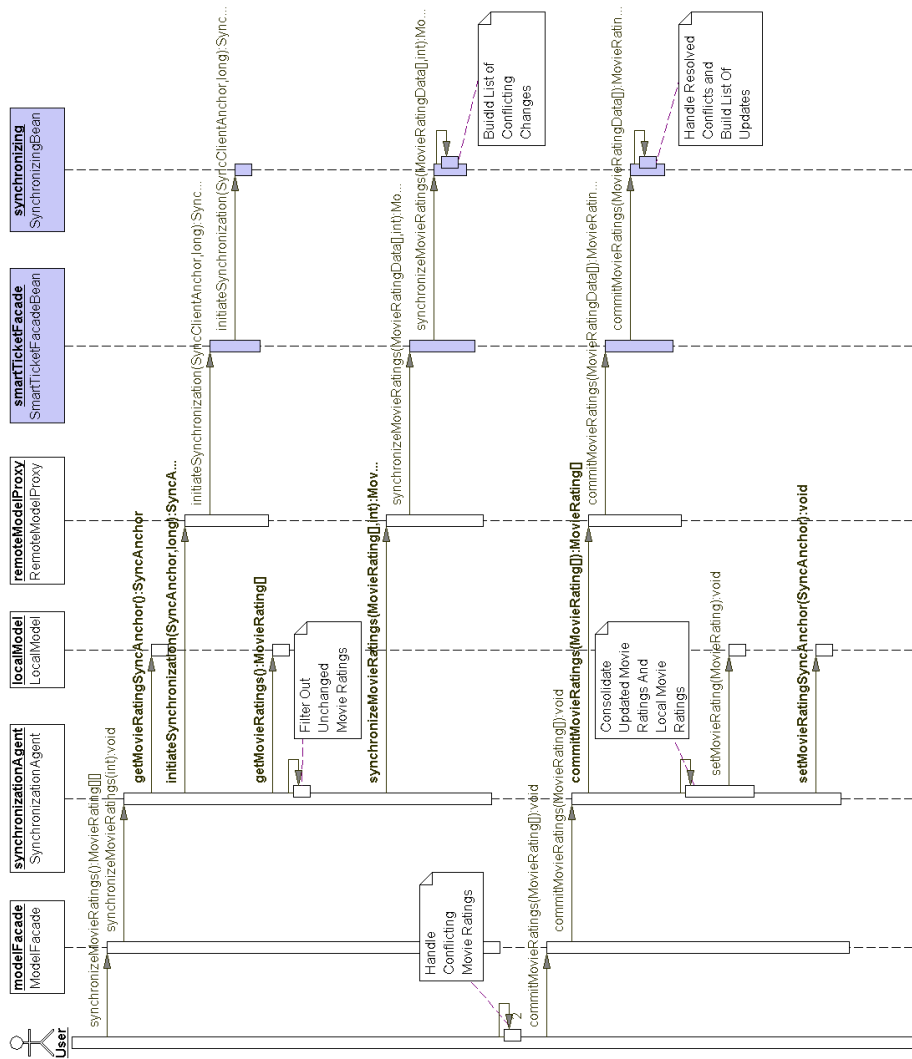 User
modelFacade
ModelFacade
synchronizationAgent
SynchronizationAgent
localModel
LocalModel
remoteModelProxy
RemoteModelProxy
smartTicketFacade
SmartTicketFacadeBean
synchronizing
SynchronizingBean
synchronizeMovieRatings():MovieRating[][]
synchronizeMovieRatings(int):void
getMovieRatingSyncAnchor():SyncAnchor
initiateSynchronization(SyncAnchor,long):SyncA...
initiateSynchronization(SyncClientAnchor,long):Sync...
initiateSynchronization(SyncClientAnchor,long):Sync...
getMovieRatings():MovieRating[]
Filter Out
Unchanged
Movie Ratings
synchronizeMovieRatings(MovieRating[],int):Mov...
synchronizeMovieRatings(MovieRatingData[],int):Mo...
synchronizeMovieRatings(MovieRatingData[],int):Mo...
Buidld List of
Conflicting
Changes
Handle
Conflicting
Movie Ratings
2
commitMovieRatings(MovieRating[]):void
commitMovieRatings(MovieRating[]):void
commitMovieRatings(MovieRating[]):MovieRating[]
commitMovieRatings(MovieRatingData[]):MovieRatin...
commitMovieRatings(MovieRatingData[]):MovieRatin...
Handle Resolved
Conflicts and
Build List Of
Updates
Consolidate
Updated Movie
Ratings And
Local Movie
Ratings
setMovieRating(MovieRating):void
setMovieRatingSyncAnchor(SyncAnchor):void